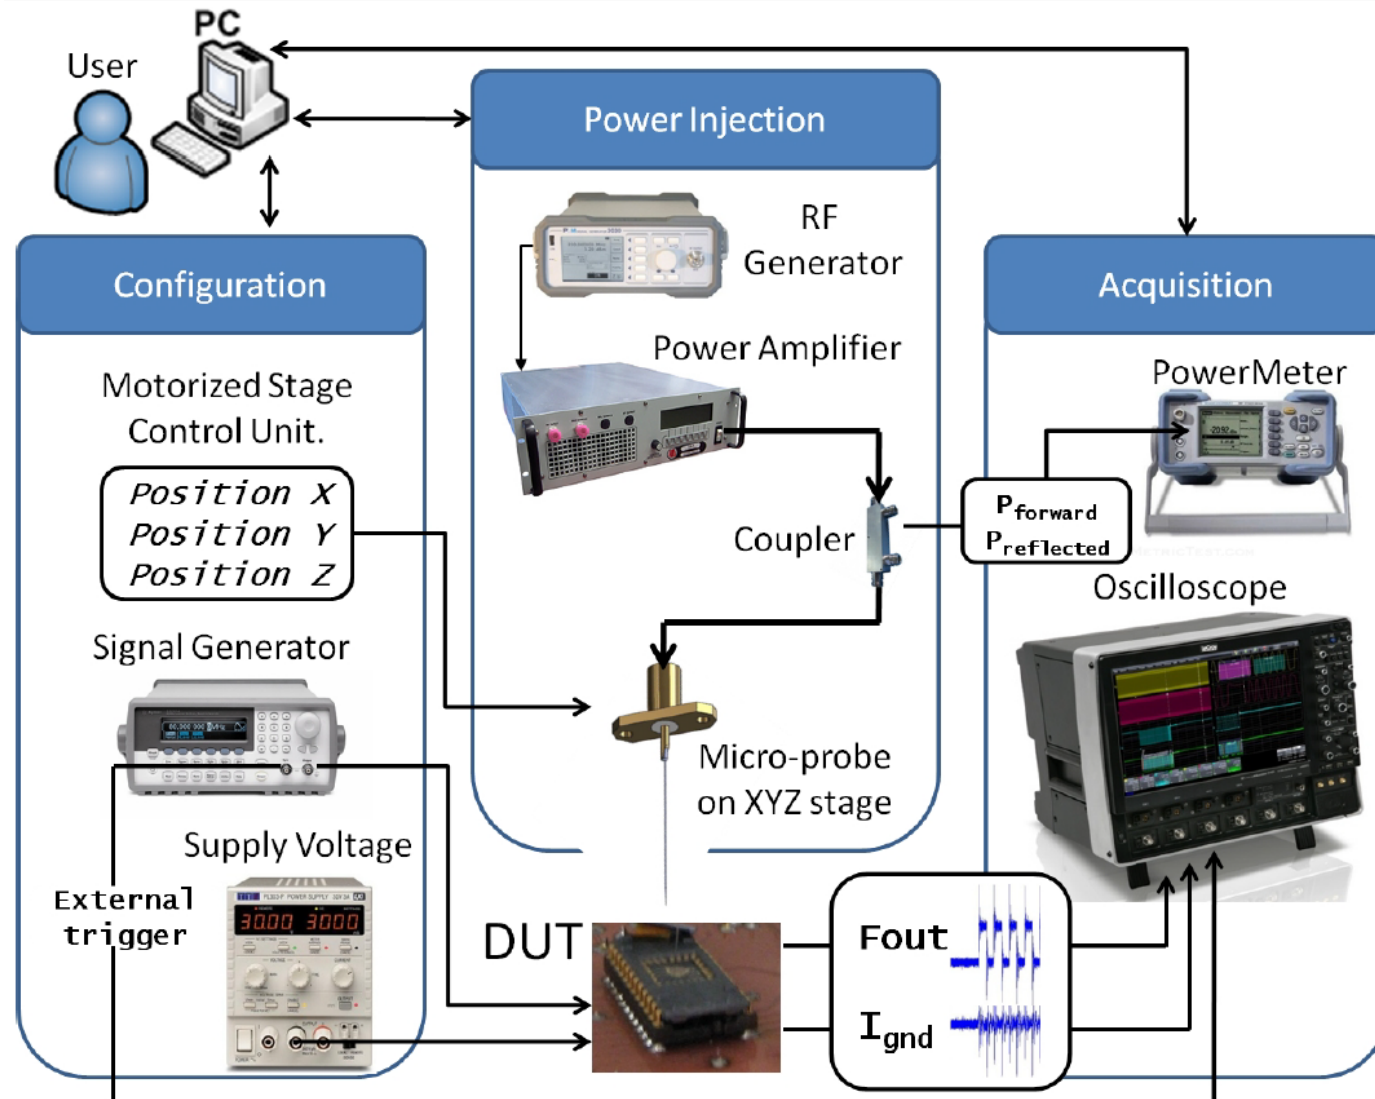 PC
User
Power Injection
RF
Generator
Configuration
Acquisition
Power Amplifier
PowerMeter
Motorized Stage
Control Unit.
Position X
Position Y
Position Z
Pforward
Preflected
Coupler
Oscilloscope
Signal Generator
Micro-probe
on XYZ stage
Supply Voltage
External
trigger
30.00 3.000
DUT
Fout
Ignd